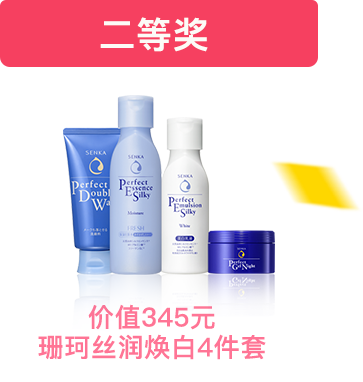 二等奖
SENKA
Perfect
Double
Wa
SENKA
Perfect
Essence
Silky
Moisture
SENKA
Perfect
Emulsion
Silky
White
Perfect
Gel Night
价值345元
珊珂丝润焕白4件套